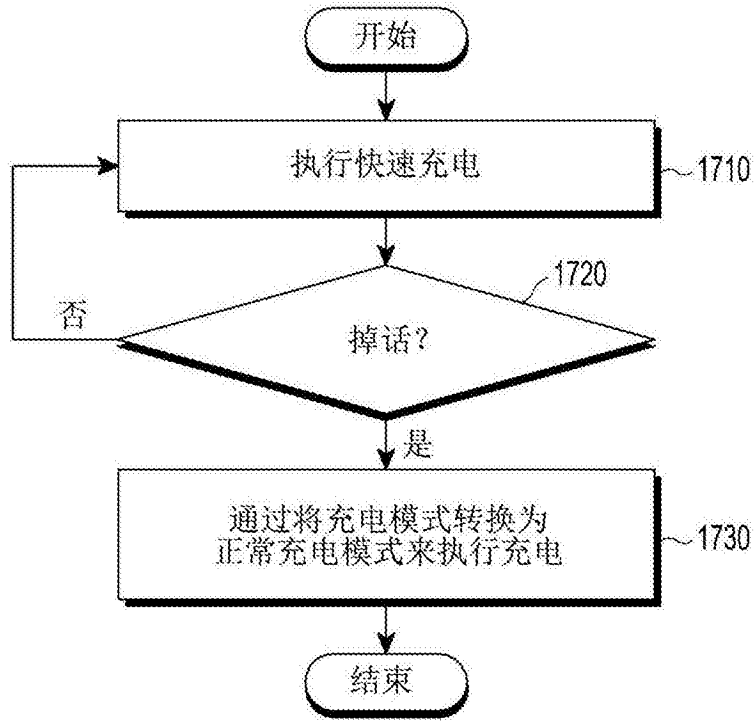 开始
执行快速充电
1710
1720
否
掉话?
是
通过将充电模式转换为
正常充电模式来执行充电
1730
结束